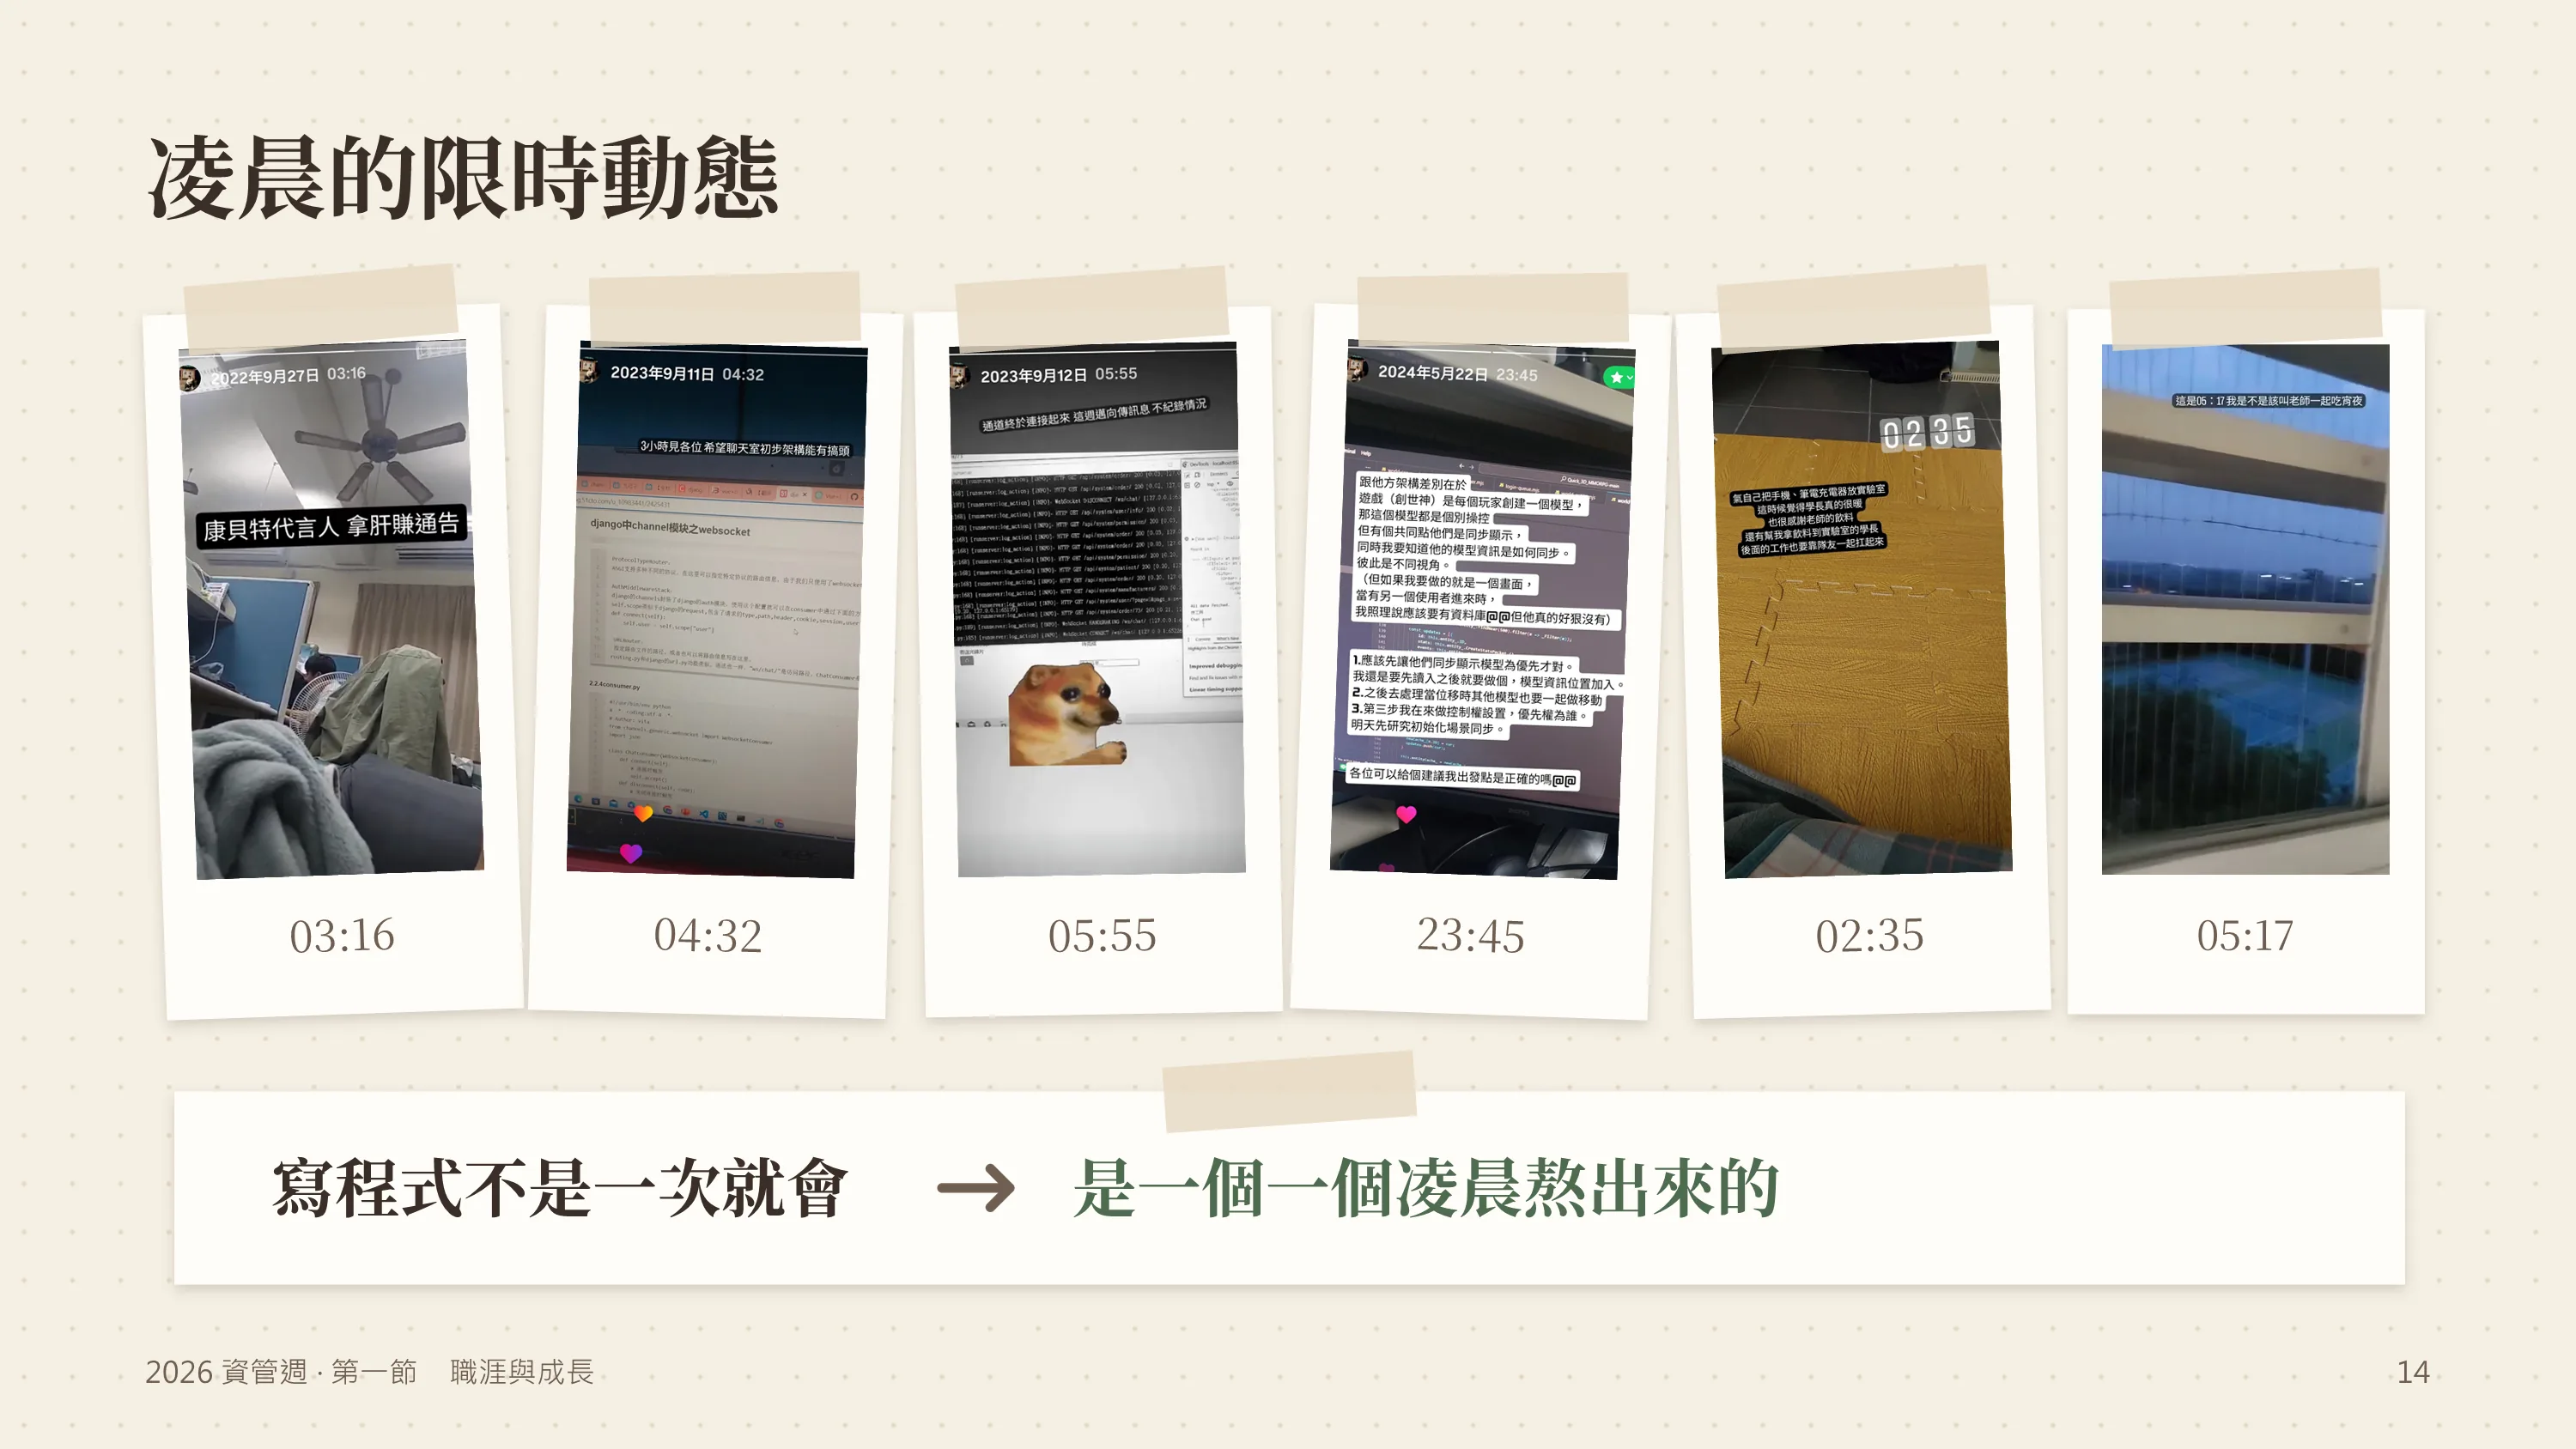 凌晨的限時動態
2022年9月27日 03:16
康貝特代言人 拿肝賺通告
03:16
2023年9月11日 04:32
3小時見各位 希望聊天室初步架構能有搞頭
django中channel模块之websocket
2.2.4consumer.py
04:32
2023年9月12日 05:55
通道終於連接起來 這週邁向傳訊息 不紀錄情況
05:55
2024年5月22日 23:45
跟他方架構差別在於
遊戲（創世神）是每個玩家創建一個模型，
那這個模型都是個別操控
但有個共同點他們是同步顯示，
同時我要知道他的模型資訊是如何同步。
彼此是不同視角。
（但如果我要做的就是一個畫面，
當有另一個使用者進來時，
我照理說應該要有資料庫@@但他真的好狠沒有）
1.應該先讓他們同步顯示模型為優先才對。
我還是要先讀入之後就要做個，模型資訊位置加入。
2.之後去處理當位移時其他模型也要一起做移動
3.第三步我在來做控制權設置，優先權為誰。
明天先研究初始化場景同步。
各位可以給個建議我出發點是正確的嗎@@
23:45
02 35
氣自己把手機、筆電充電器放實驗室
這時候覺得學長真的很暖
也很感謝老師的飲料
還有幫我拿飲料到實驗室的學長
後面的工作也要靠隊友一起扛起來
02:35
這是05：17 我是不是該叫老師一起吃宵夜
05:17
寫程式不是一次就會 → 是一個一個凌晨熬出來的
2026 資管週 · 第一節 職涯與成長
14